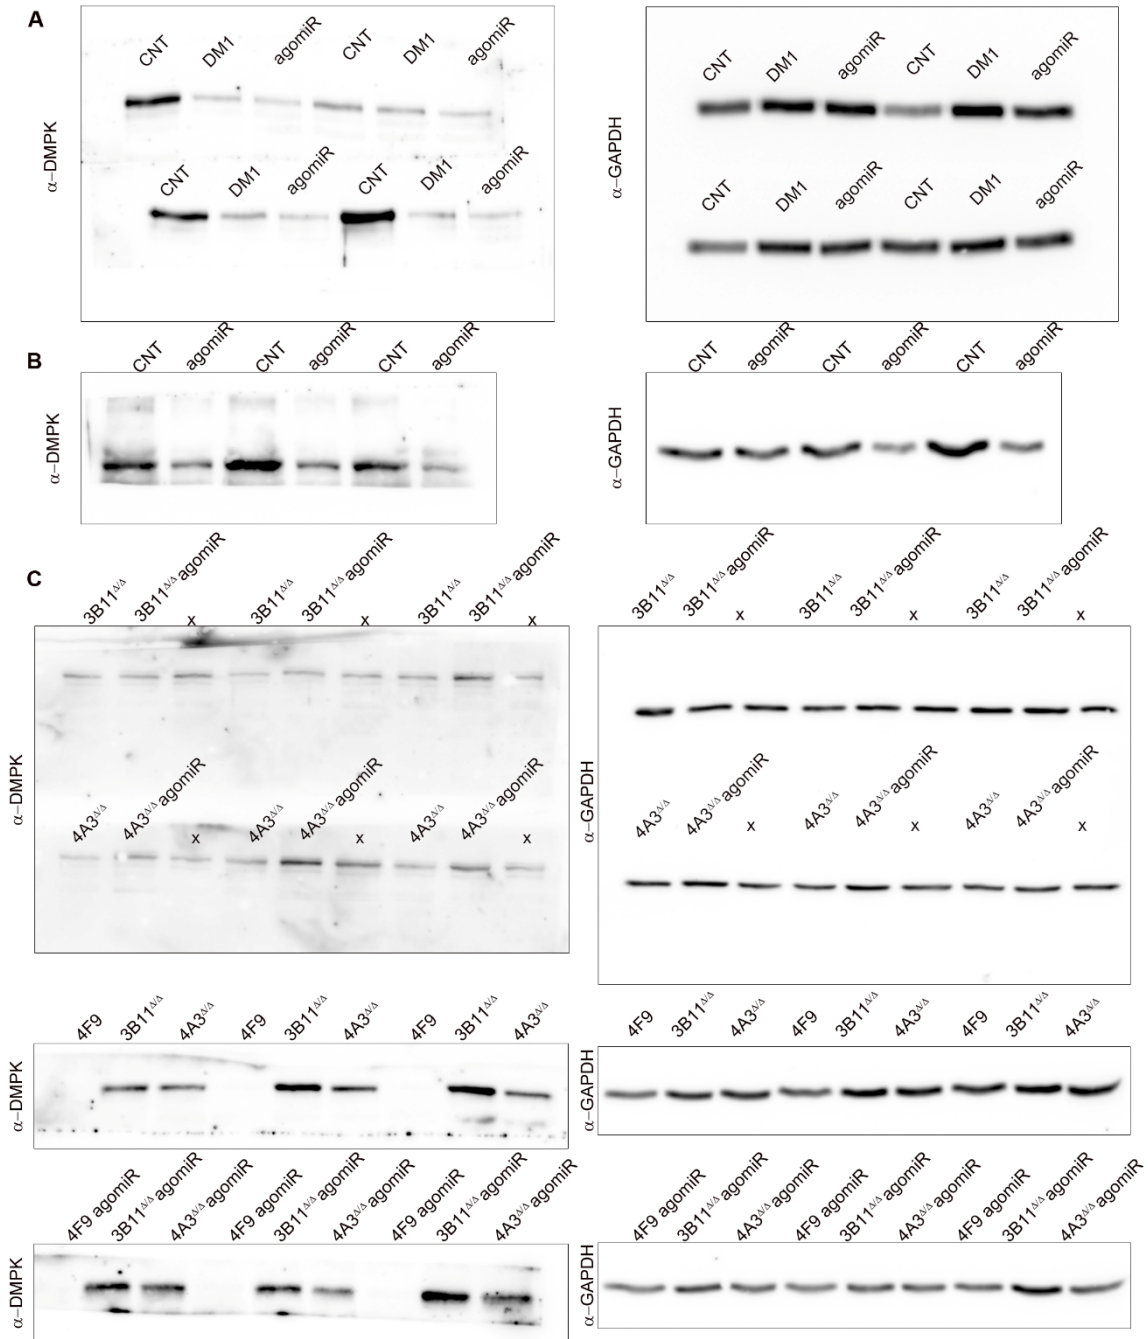 A
CNT DM1 agomiR CNT DM1 agomiR
α–DMPK
CNT DM1 agomiR CNT DM1 agomiR
CNT DM1 agomiR CNT DM1 agomiR
α–GAPDH
CNT DM1 agomiR CNT DM1 agomiR
B
CNT agomiR CNT agomiR CNT agomiR
α–DMPK
CNT agomiR CNT agomiR CNT agomiR
α–GAPDH
C
3B11Δ/Δ 3B11Δ/Δ agomiR x 3B11Δ/Δ 3B11Δ/Δ agomiR x 3B11Δ/Δ 3B11Δ/Δ agomiR x
α–DMPK
4A3Δ/Δ 4A3Δ/Δ agomiR x 4A3Δ/Δ 4A3Δ/Δ agomiR x 4A3Δ/Δ 4A3Δ/Δ agomiR x
3B11Δ/Δ 3B11Δ/Δ agomiR x 3B11Δ/Δ 3B11Δ/Δ agomiR x 3B11Δ/Δ 3B11Δ/Δ agomiR x
α–GAPDH
4A3Δ/Δ 4A3Δ/Δ agomiR x 4A3Δ/Δ 4A3Δ/Δ agomiR x 4A3Δ/Δ 4A3Δ/Δ agomiR x
4F9 3B11Δ/Δ 4A3Δ/Δ 4F9 3B11Δ/Δ 4A3Δ/Δ 4F9 3B11Δ/Δ 4A3Δ/Δ
α–DMPK
4F9 3B11Δ/Δ 4A3Δ/Δ 4F9 3B11Δ/Δ 4A3Δ/Δ 4F9 3B11Δ/Δ 4A3Δ/Δ
α–GAPDH
4F9 agomiR 3B11Δ/Δ agomiR 4A3Δ/Δ agomiR 4F9 agomiR 3B11Δ/Δ agomiR 4A3Δ/Δ agomiR 4F9 agomiR 3B11Δ/Δ agomiR 4A3Δ/Δ agomiR
α–DMPK
4F9 agomiR 3B11Δ/Δ agomiR 4A3Δ/Δ agomiR 4F9 agomiR 3B11Δ/Δ agomiR 4A3Δ/Δ agomiR 4F9 agomiR 3B11Δ/Δ agomiR 4A3Δ/Δ agomiR
α–GAPDH